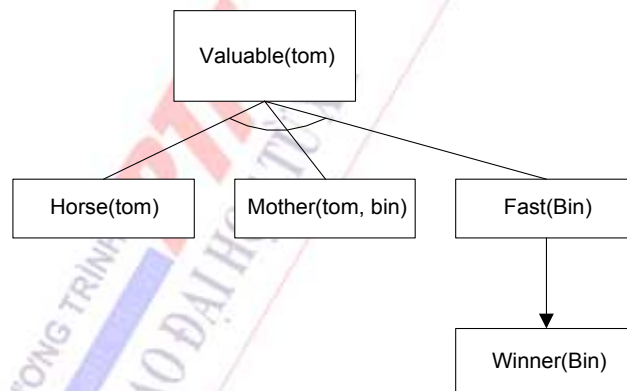 Valuable(tom)
Horse(tom)
Mother(tom, bin)
Fast(Bin)
Winner(Bin)